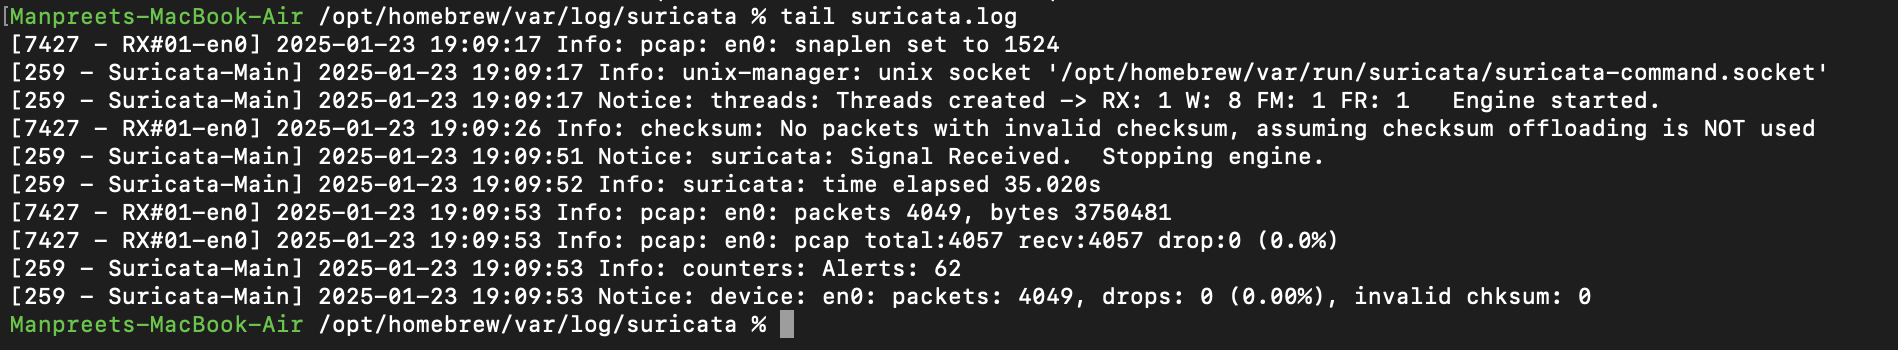 [Manpreets-MacBook-Air /opt/homebrew/var/log/suricata % tail suricata.log
[7427 - RX#01-en0] 2025-01-23 19:09:17 Info: pcap: en0: snaplen set to 1524
[259 - Suricata-Main] 2025-01-23 19:09:17 Info: unix-manager: unix socket '/opt/homebrew/var/run/suricata/suricata-command.socket'
[259 - Suricata-Main] 2025-01-23 19:09:17 Notice: threads: Threads created -> RX: 1 W: 8 FM: 1 FR: 1   Engine started.
[7427 - RX#01-en0] 2025-01-23 19:09:26 Info: checksum: No packets with invalid checksum, assuming checksum offloading is NOT used
[259 - Suricata-Main] 2025-01-23 19:09:51 Notice: suricata: Signal Received.  Stopping engine.
[259 - Suricata-Main] 2025-01-23 19:09:52 Info: suricata: time elapsed 35.020s
[7427 - RX#01-en0] 2025-01-23 19:09:53 Info: pcap: en0: packets 4049, bytes 3750481
[7427 - RX#01-en0] 2025-01-23 19:09:53 Info: pcap: en0: pcap total:4057 recv:4057 drop:0 (0.0%)
[259 - Suricata-Main] 2025-01-23 19:09:53 Info: counters: Alerts: 62
[259 - Suricata-Main] 2025-01-23 19:09:53 Notice: device: en0: packets: 4049, drops: 0 (0.00%), invalid chksum: 0
Manpreets-MacBook-Air /opt/homebrew/var/log/suricata %